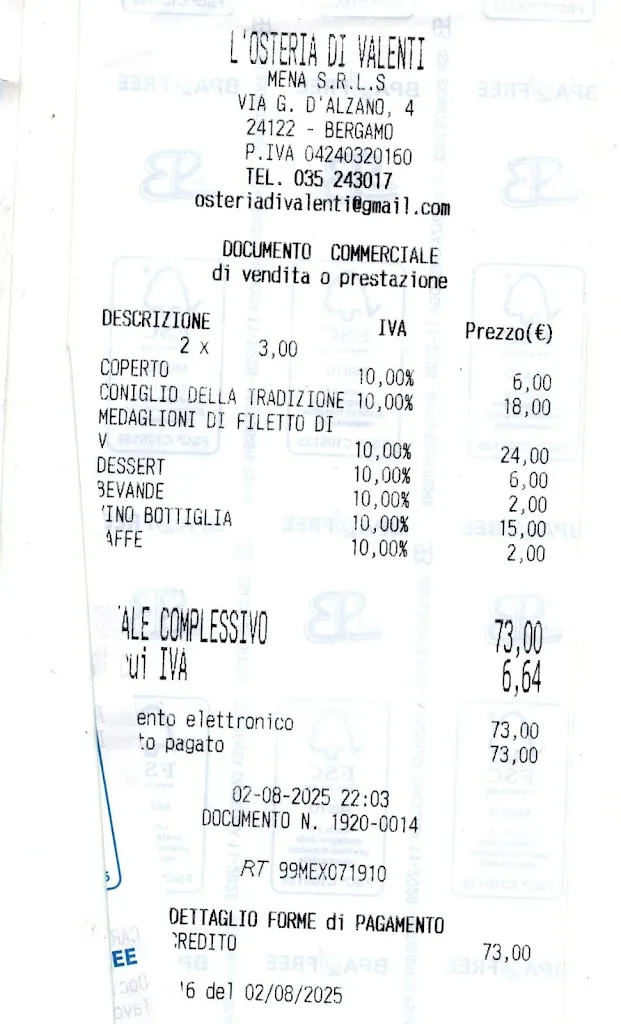 L'OSTERIA DI VALENTI
MENA S.R.L.S
VIA G. D'ALZANO, 4
24122 - BERGAMO
P.IVA 04240320160
TEL. 035 243017
osteriadivalenti@gmail.com
DOCUMENTO COMMERCIALE
di vendita o prestazione
DESCRIZIONE IVA Prezzo(€)
2 x 3,00
COPERTO 10,00% 6,00
CONIGLIO DELLA TRADIZIONE 10,00% 18,00
MEDAGLIONI DI FILETTO DI
V 10,00% 24,00
DESSERT 10,00% 6,00
BEVANDE 10,00% 2,00
VINO BOTTIGLIA 10,00% 15,00
AFFE 10,00% 2,00
ALE COMPLESSIVO 73,00
ui IVA 6,64
ento elettronico 73,00
to pagato 73,00
02-08-2025 22:03
DOCUMENTO N. 1920-0014
RT 99MEX071910
DETTAGLIO FORME di PAGAMENTO
CREDITO 73,00
6 del 02/08/2025
EE